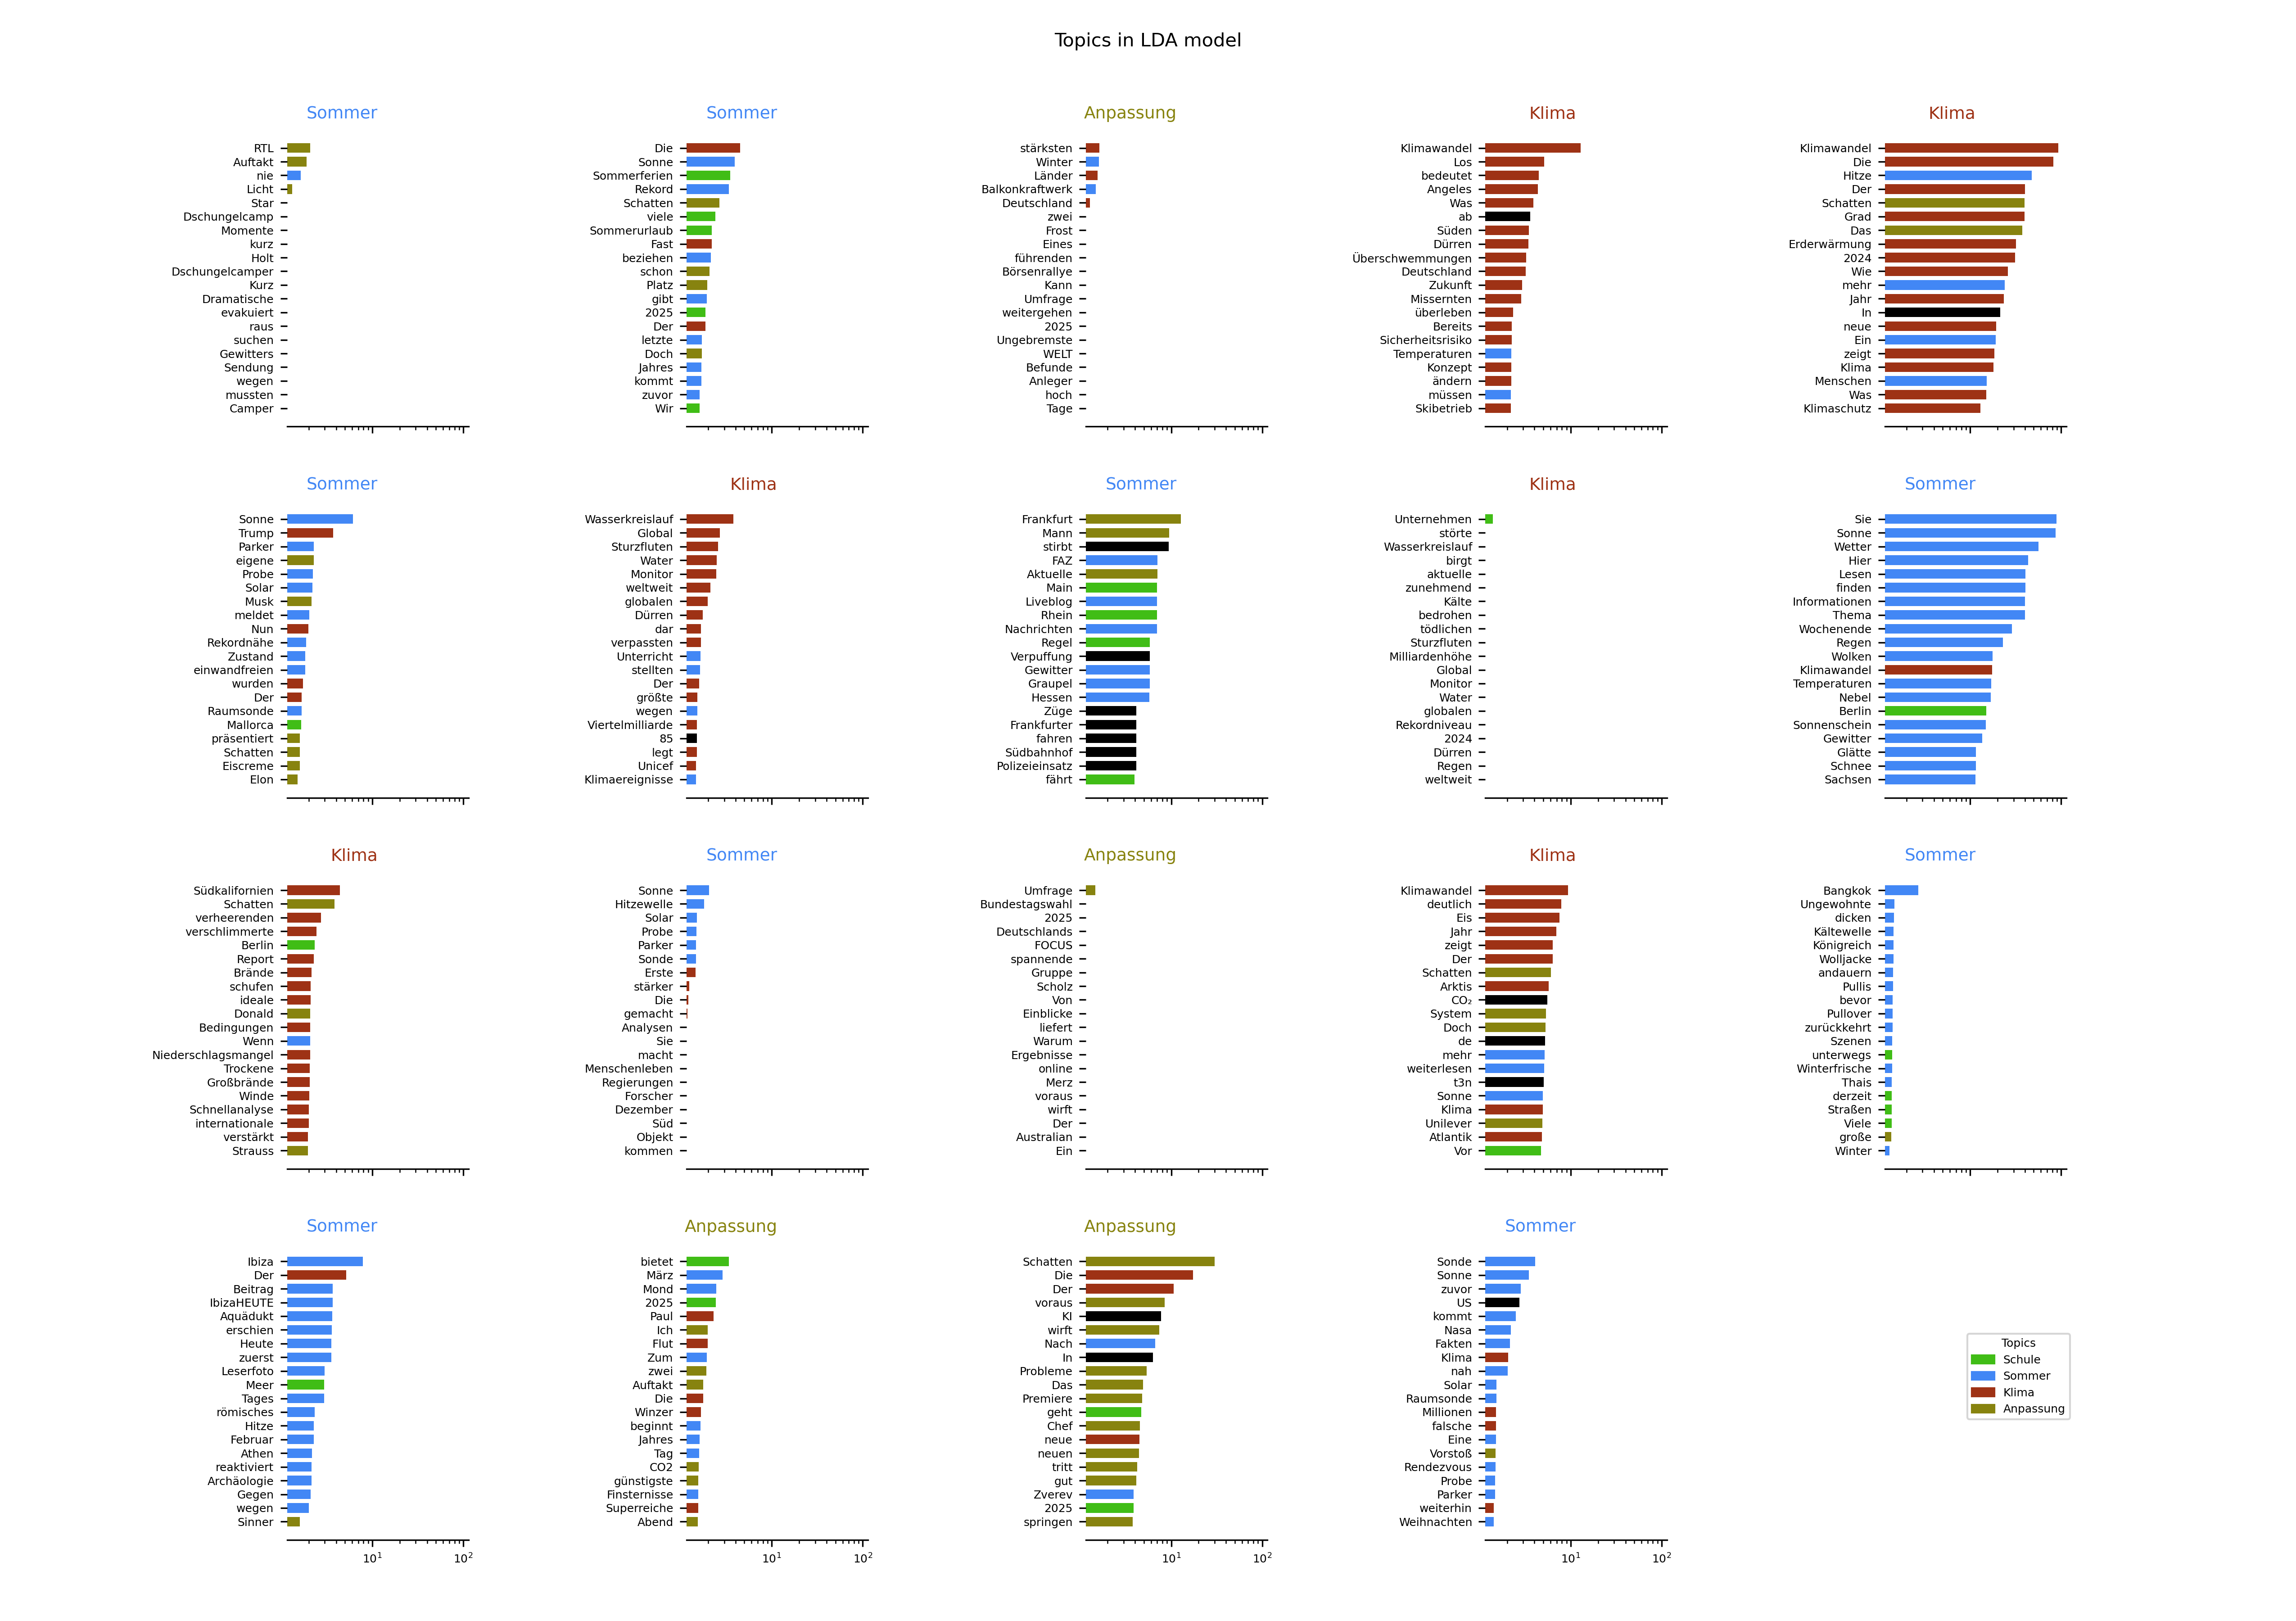 Topics in LDA model
Sommer
RTL
Auftakt
nie
Licht
Star
Dschungelcamp
Momente
kurz
Holt
Dschungelcamper
Kurz
Dramatische
evakuiert
raus
suchen
Gewitters
Sendung
wegen
mussten
Camper
Sommer
Die
Sonne
Sommerferien
Rekord
Schatten
viele
Sommerurlaub
Fast
beziehen
schon
Platz
gibt
2025
Der
letzte
Doch
Jahres
kommt
zuvor
Wir
Anpassung
stärksten
Winter
Länder
Balkonkraftwerk
Deutschland
zwei
Frost
Eines
führenden
Börsenrallye
Kann
Umfrage
weitergehen
2025
Ungebremste
WELT
Befunde
Anleger
hoch
Tage
Klima
Klimawandel
Los
bedeutet
Angeles
Was
ab
Süden
Dürren
Überschwemmungen
Deutschland
Zukunft
Missernten
überleben
Bereits
Sicherheitsrisiko
Temperaturen
Konzept
ändern
müssen
Skibetrieb
Klima
Klimawandel
Die
Hitze
Der
Schatten
Grad
Das
Erderwärmung
2024
Wie
mehr
Jahr
In
neue
Ein
zeigt
Klima
Menschen
Was
Klimaschutz
Sommer
Sonne
Trump
Parker
eigene
Probe
Solar
Musk
meldet
Nun
Rekordnähe
Zustand
einwandfreien
wurden
Der
Raumsonde
Mallorca
präsentiert
Schatten
Eiscreme
Elon
Klima
Wasserkreislauf
Global
Sturzfluten
Water
Monitor
weltweit
globalen
Dürren
dar
verpassten
Unterricht
stellten
Der
größte
wegen
Viertelmilliarde
85
legt
Unicef
Klimaereignisse
Sommer
Frankfurt
Mann
stirbt
FAZ
Aktuelle
Main
Liveblog
Rhein
Nachrichten
Regel
Verpuffung
Gewitter
Graupel
Hessen
Züge
Frankfurter
fahren
Südbahnhof
Polizeieinsatz
fährt
Klima
Unternehmen
störte
Wasserkreislauf
birgt
aktuelle
zunehmend
Kälte
bedrohen
tödlichen
Sturzfluten
Milliardenhöhe
Global
Monitor
Water
globalen
Rekordniveau
2024
Dürren
Regen
weltweit
Sommer
Sie
Sonne
Wetter
Hier
Lesen
finden
Informationen
Thema
Wochenende
Regen
Wolken
Klimawandel
Temperaturen
Nebel
Berlin
Sonnenschein
Gewitter
Glätte
Schnee
Sachsen
Klima
Südkalifornien
Schatten
verheerenden
verschlimmerte
Berlin
Report
Brände
schufen
ideale
Donald
Bedingungen
Wenn
Niederschlagsmangel
Trockene
Großbrände
Winde
Schnellanalyse
internationale
verstärkt
Strauss
Sommer
Sonne
Hitzewelle
Solar
Probe
Parker
Sonde
Erste
stärker
Die
gemacht
Analysen
Sie
macht
Menschenleben
Regierungen
Forscher
Dezember
Süd
Objekt
kommen
Anpassung
Umfrage
Bundestagswahl
2025
Deutschlands
FOCUS
spannende
Gruppe
Scholz
Von
Einblicke
liefert
Warum
Ergebnisse
online
Merz
voraus
wirft
Der
Australian
Ein
Klima
Klimawandel
deutlich
Eis
Jahr
zeigt
Der
Schatten
Arktis
CO₂
System
Doch
de
mehr
weiterlesen
t3n
Sonne
Klima
Unilever
Atlantik
Vor
Sommer
Bangkok
Ungewohnte
dicken
Kältewelle
Königreich
Wolljacke
andauern
Pullis
bevor
Pullover
zurückkehrt
Szenen
unterwegs
Winterfrische
Thais
derzeit
Straßen
Viele
große
Winter
Sommer
Ibiza
Der
Beitrag
IbizaHEUTE
Aquädukt
erschien
Heute
zuerst
Leserfoto
Meer
Tages
römisches
Hitze
Februar
Athen
reaktiviert
Archäologie
Gegen
wegen
Sinner
10¹ 10²
Anpassung
bietet
März
Mond
2025
Paul
Ich
Flut
Zum
zwei
Auftakt
Die
Winzer
beginnt
Jahres
Tag
CO2
günstigste
Finsternisse
Superreiche
Abend
10¹ 10²
Anpassung
Schatten
Die
Der
voraus
KI
wirft
Nach
In
Probleme
Das
Premiere
geht
Chef
neue
neuen
tritt
gut
Zverev
2025
springen
10¹ 10²
Sommer
Sonde
Sonne
zuvor
US
kommt
Nasa
Fakten
Klima
nah
Solar
Raumsonde
Millionen
falsche
Eine
Vorstoß
Rendezvous
Probe
Parker
weiterhin
Weihnachten
10¹ 10²
Topics
Schule
Sommer
Klima
Anpassung